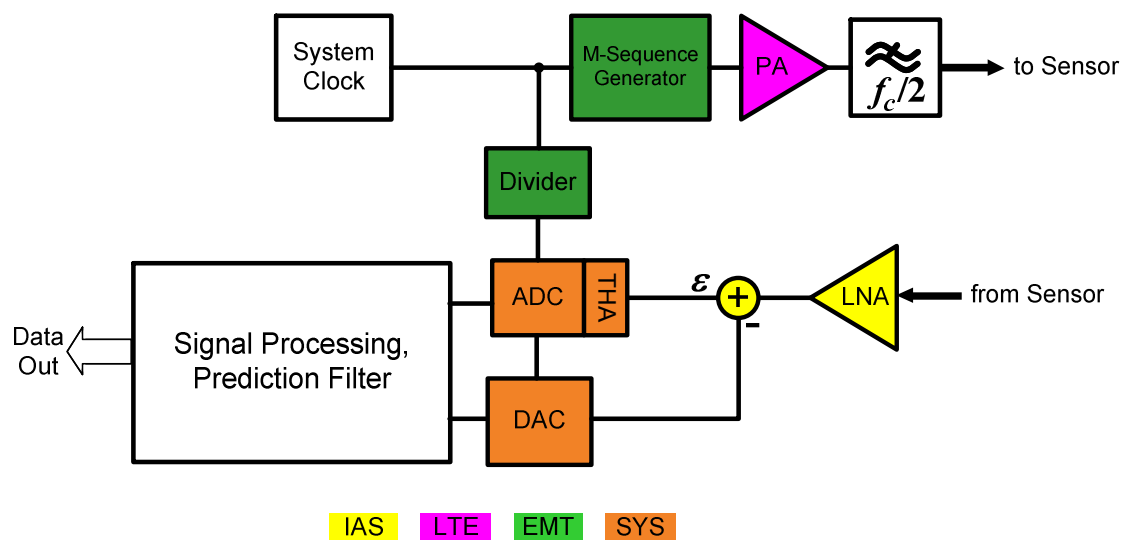 System
Clock
M-Sequence
Generator
PA
f_c/2
to Sensor
Divider
ADC
THA
ε
+
-
LNA
from Sensor
Data
Out
Signal Processing,
Prediction Filter
DAC
IAS
LTE
EMT
SYS